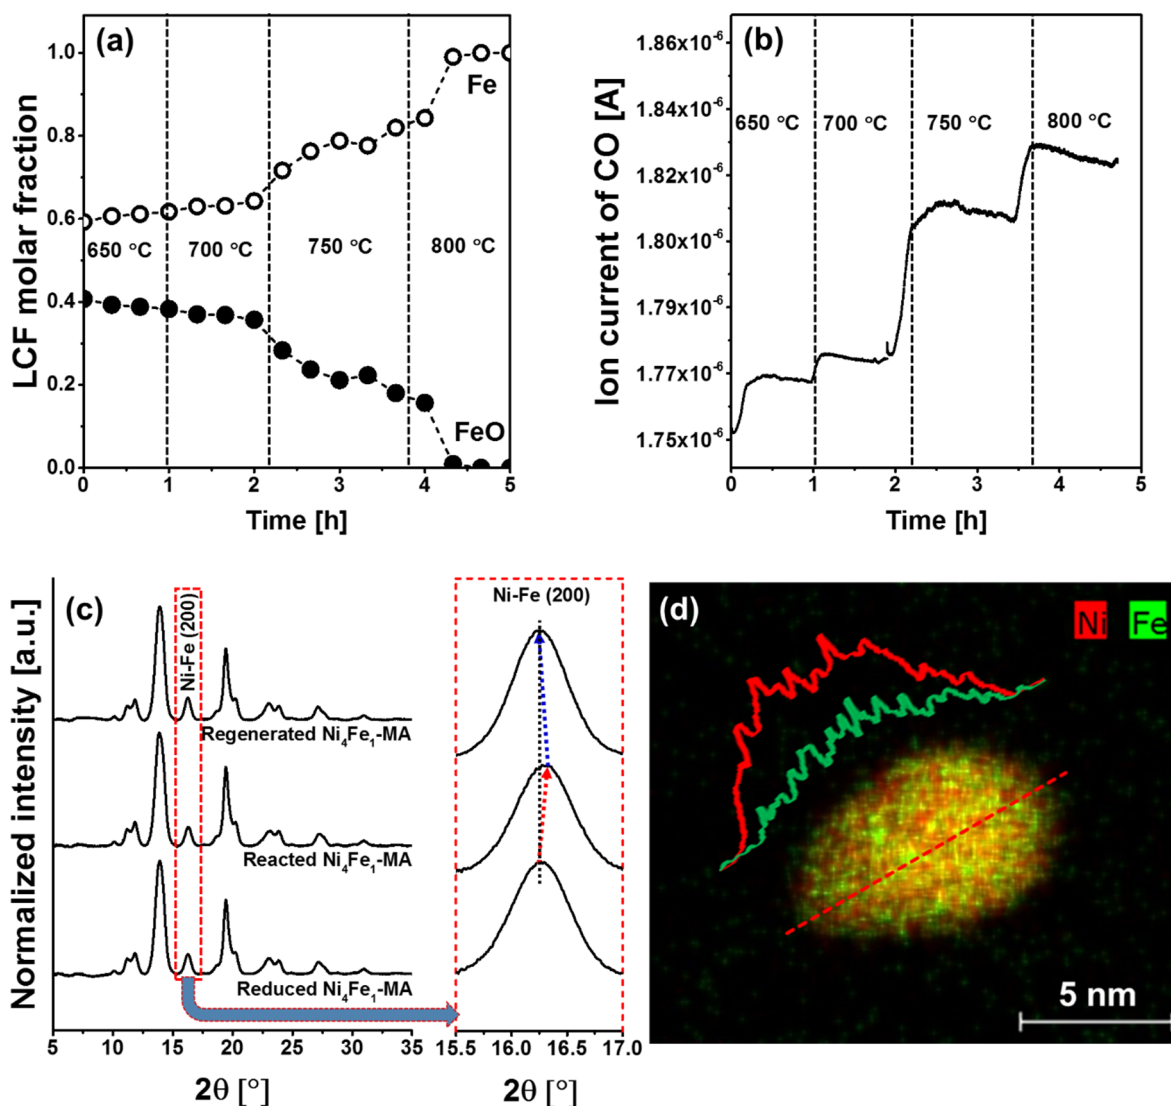 (a)
LCF molar fraction
1.0
0.8
0.6
0.4
0.2
0.0
Fe
FeO
650 °C
700 °C
750 °C
800 °C
0 1 2 3 4 5
Time [h]
(b)
Ion current of CO [A]
1.86x10⁻⁶
1.84x10⁻⁶
1.82x10⁻⁶
1.80x10⁻⁶
1.79x10⁻⁶
1.77x10⁻⁶
1.75x10⁻⁶
650 °C
700 °C
750 °C
800 °C
0 1 2 3 4 5
Time [h]
(c)
Normalized intensity [a.u.]
Ni-Fe (200)
Regenerated Ni₄Fe₁-MA
Reacted Ni₄Fe₁-MA
Reduced Ni₄Fe₁-MA
5 10 15 20 25 30 35
2θ [°]
Ni-Fe (200)
15.5 16.0 16.5 17.0
2θ [°]
(d)
Ni Fe
5 nm